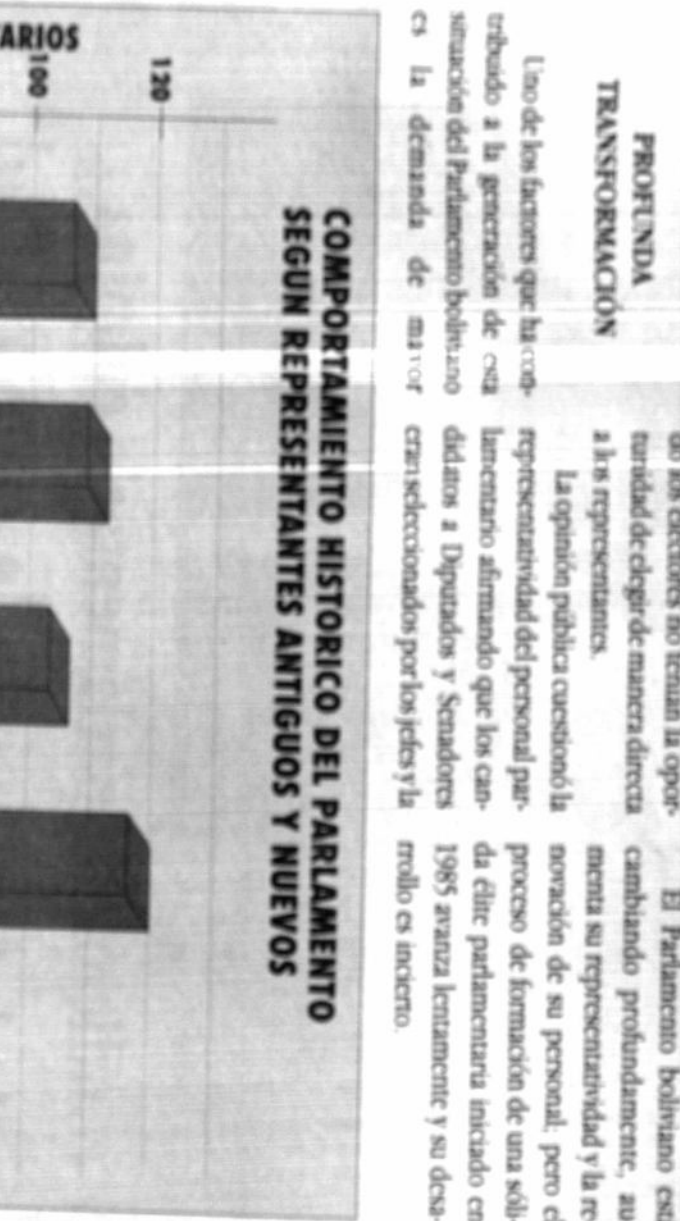 PROFUNDA
TRANSFORMACIÓN
Uno de los factores que ha con-
tribuido a la generación de esta
situación del Parlamento boliviano
es la demanda de mayor
do los electores no tenían la opor-
tunidad de elegir de manera directa
a los representantes.
La opinión pública cuestionó la
representatividad del personal par-
lamentario afirmando que los can-
didatos a Diputados y Senadores
eran seleccionados por los jefes y la
El Parlamento boliviano est
cambiando profundamente, au
menta su representatividad y la re
novación de su personal; pero e
proceso de formación de una sóli
da élite parlamentaria iniciado en
1985 avanza lentamente y su desa-
rrollo es incierto.
COMPORTAMIENTO HISTORICO DEL PARLAMENTO
SEGUN REPRESENTANTES ANTIGUOS Y NUEVOS
120
100
ARIOS